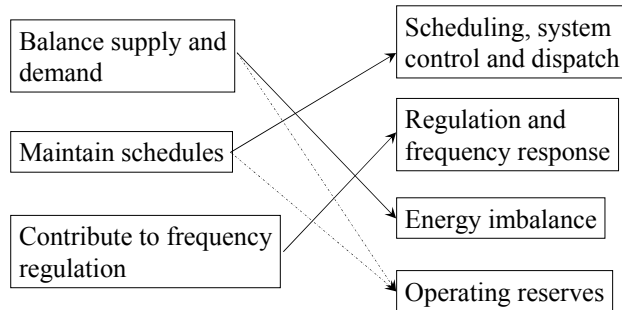 Balance supply and
demand
Maintain schedules
Contribute to frequency
regulation
Scheduling, system
control and dispatch
Regulation and
frequency response
Energy imbalance
Operating reserves